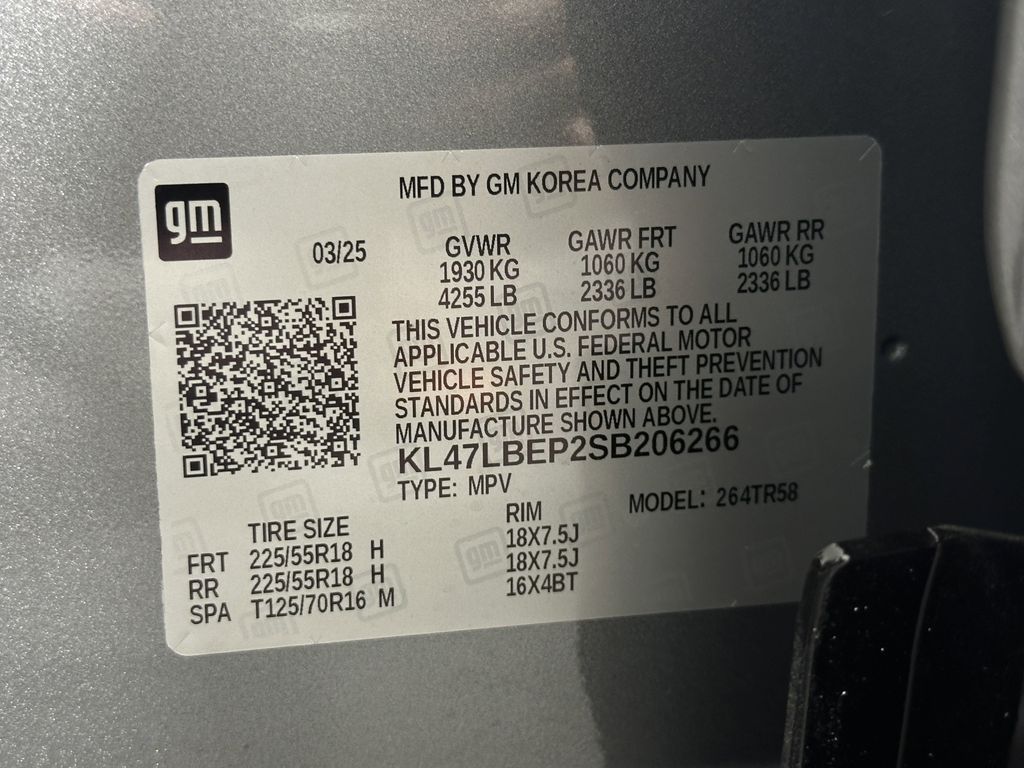 gm
MFD BY GM KOREA COMPANY
03/25
GVWR GAWR FRT GAWR RR
1930 KG 1060 KG 1060 KG
4255 LB 2336 LB 2336 LB
THIS VEHICLE CONFORMS TO ALL
APPLICABLE U.S. FEDERAL MOTOR
VEHICLE SAFETY AND THEFT PREVENTION
STANDARDS IN EFFECT ON THE DATE OF
MANUFACTURE SHOWN ABOVE.
KL47LBEP2SB206266
TYPE: MPV MODEL: 264TR58
TIRE SIZE RIM
FRT 225/55R18 H 18X7.5J
RR 225/55R18 H 18X7.5J
SPA T125/70R16 M 16X4BT